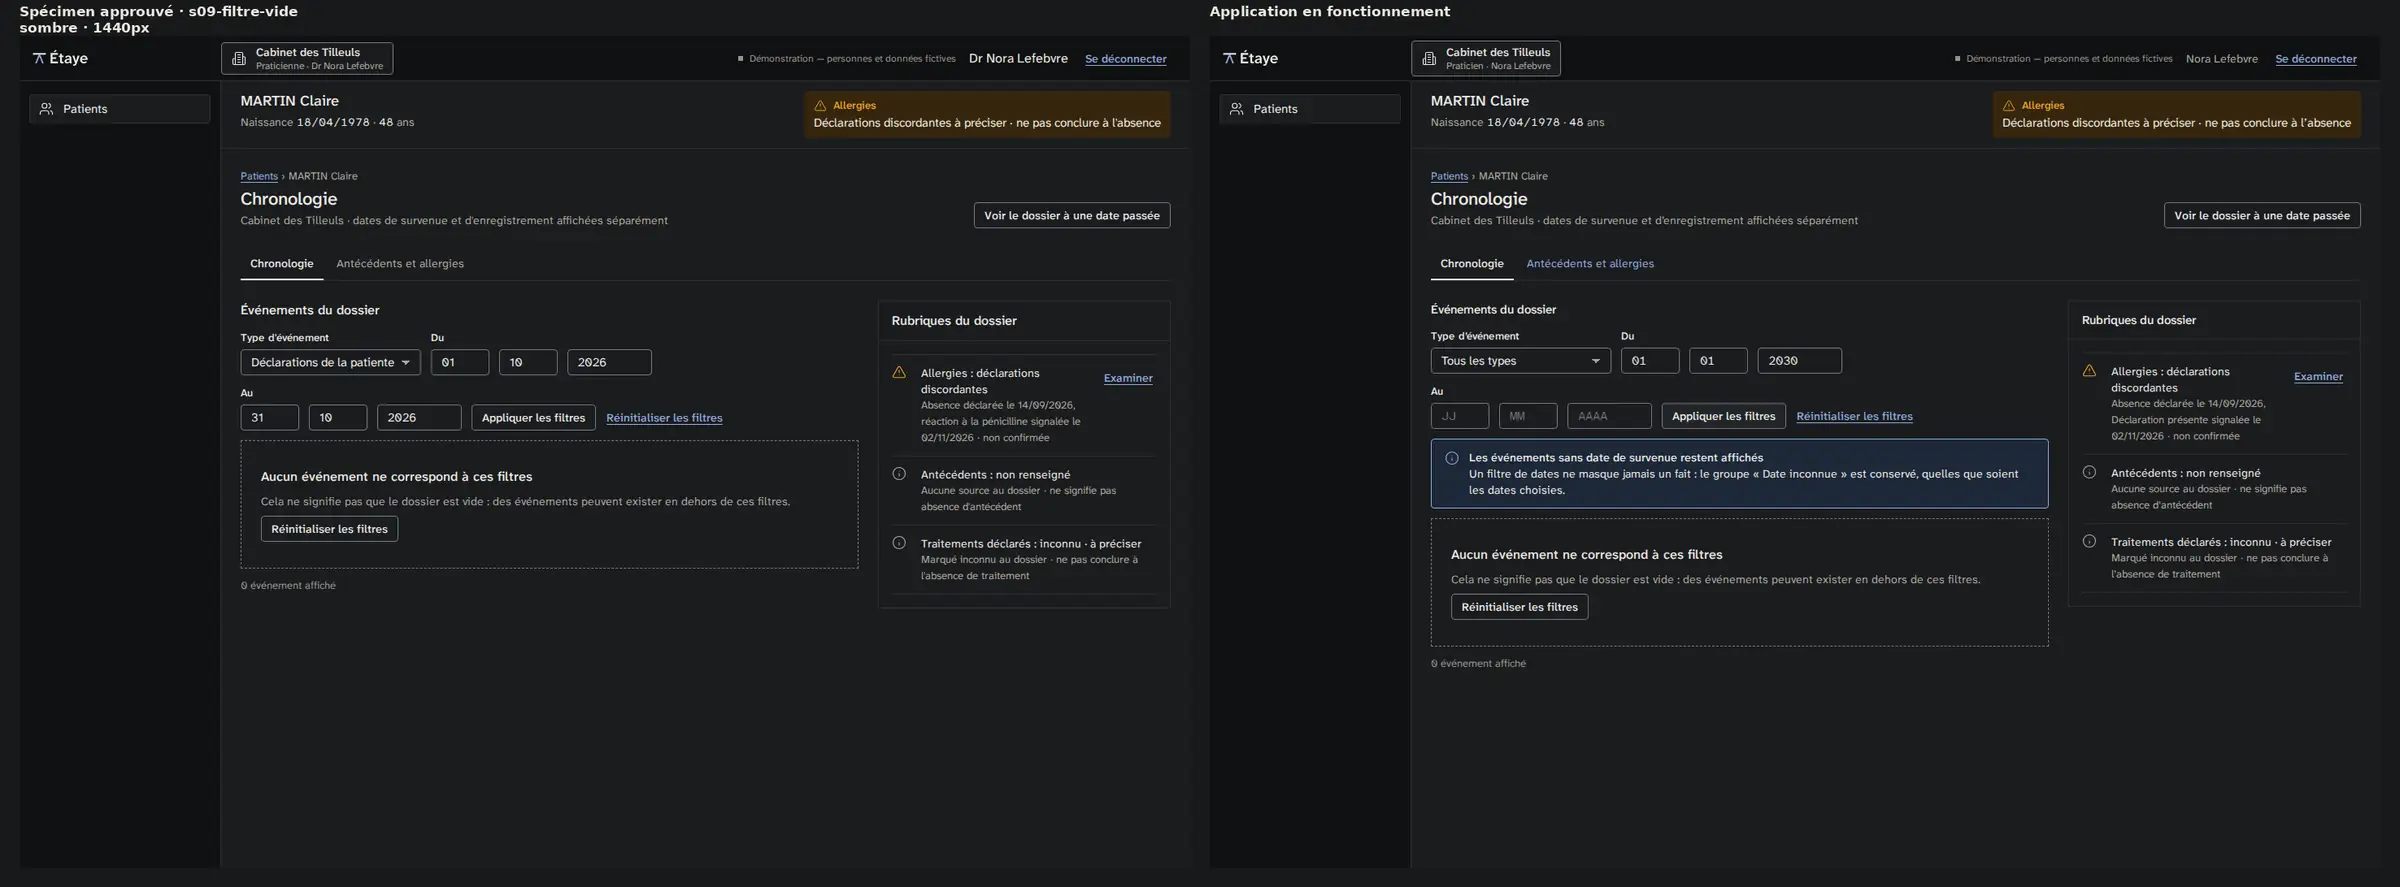 Spécimen approuvé · s09-filtre-vide
sombre · 1440px
Étaye
Cabinet des Tilleuls
Praticienne · Dr Nora Lefebvre
Démonstration — personnes et données fictives
Dr Nora Lefebvre
Se déconnecter
Patients
MARTIN Claire
Naissance 18/04/1978 · 48 ans
Allergies
Déclarations discordantes à préciser · ne pas conclure à l'absence
Patients › MARTIN Claire
Chronologie
Cabinet des Tilleuls · dates de survenue et d'enregistrement affichées séparément
Voir le dossier à une date passée
Chronologie
Antécédents et allergies
Événements du dossier
Type d'événement
Du
Déclarations de la patiente
01
10
2026
Au
31
10
2026
Appliquer les filtres
Réinitialiser les filtres
Aucun événement ne correspond à ces filtres
Cela ne signifie pas que le dossier est vide : des événements peuvent exister en dehors de ces filtres.
Réinitialiser les filtres
0 événement affiché
Rubriques du dossier
Allergies : déclarations
discordantes
Examiner
Absence déclarée le 14/09/2026,
réaction à la pénicilline signalée le
02/11/2026 · non confirmée
Antécédents : non renseigné
Aucune source au dossier · ne signifie pas
absence d'antécédent
Traitements déclarés : inconnu · à préciser
Marqué inconnu au dossier · ne pas conclure à
l'absence de traitement
Application en fonctionnement
Étaye
Cabinet des Tilleuls
Praticien · Nora Lefebvre
Démonstration — personnes et données fictives
Nora Lefebvre
Se déconnecter
Patients
MARTIN Claire
Naissance 18/04/1978 · 48 ans
Allergies
Déclarations discordantes à préciser · ne pas conclure à l'absence
Patients › MARTIN Claire
Chronologie
Cabinet des Tilleuls · dates de survenue et d'enregistrement affichées séparément
Voir le dossier à une date passée
Chronologie
Antécédents et allergies
Événements du dossier
Type d'événement
Du
Tous les types
01
01
2030
Au
JJ
MM
AAAA
Appliquer les filtres
Réinitialiser les filtres
Les événements sans date de survenue restent affichés
Un filtre de dates ne masque jamais un fait : le groupe « Date inconnue » est conservé, quelles que soient
les dates choisies.
Aucun événement ne correspond à ces filtres
Cela ne signifie pas que le dossier est vide : des événements peuvent exister en dehors de ces filtres.
Réinitialiser les filtres
0 événement affiché
Rubriques du dossier
Allergies : déclarations
discordantes
Examiner
Absence déclarée le 14/09/2026,
Déclaration présente signalée le
02/11/2026 · non confirmée
Antécédents : non renseigné
Aucune source au dossier · ne signifie pas
absence d'antécédent
Traitements déclarés : inconnu · à préciser
Marqué inconnu au dossier · ne pas conclure à
l'absence de traitement